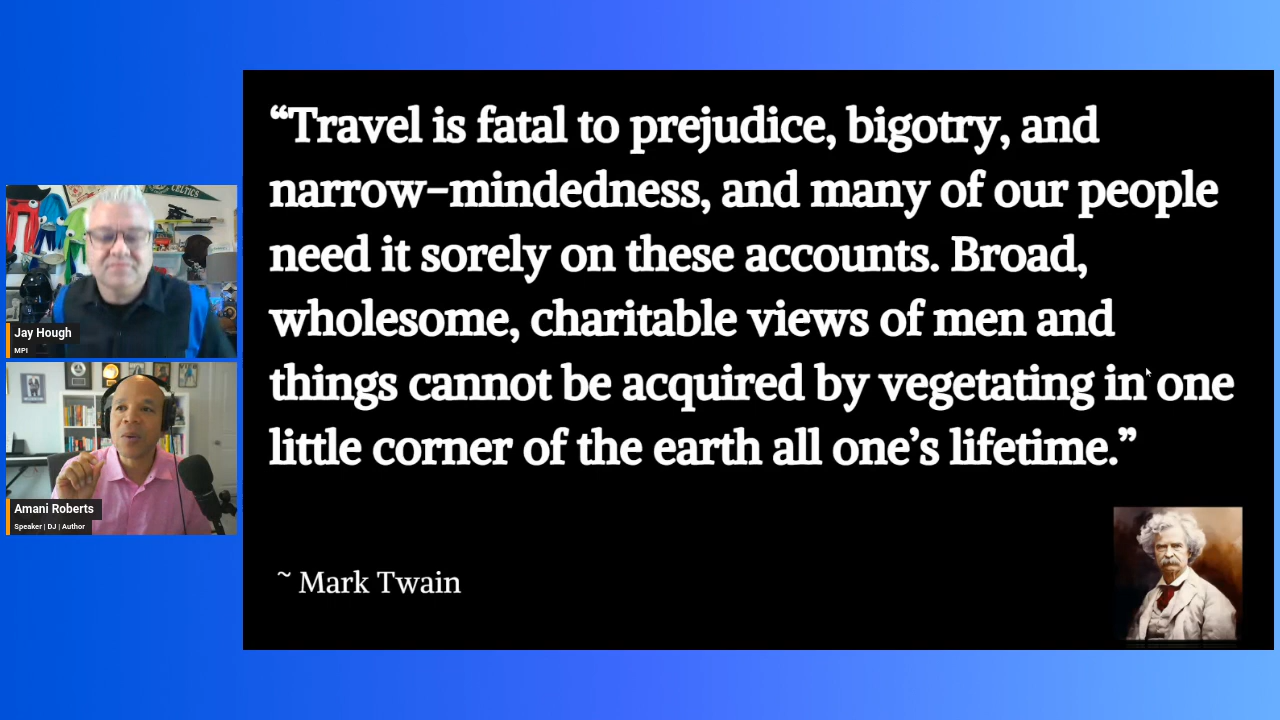 “Travel is fatal to prejudice, bigotry, and
narrow-mindedness, and many of our people
need it sorely on these accounts. Broad,
wholesome, charitable views of men and
things cannot be acquired by vegetating in one
little corner of the earth all one’s lifetime.”
~ Mark Twain
CELTICS
Jay Hough
MPI
Amani Roberts
Speaker | DJ | Author